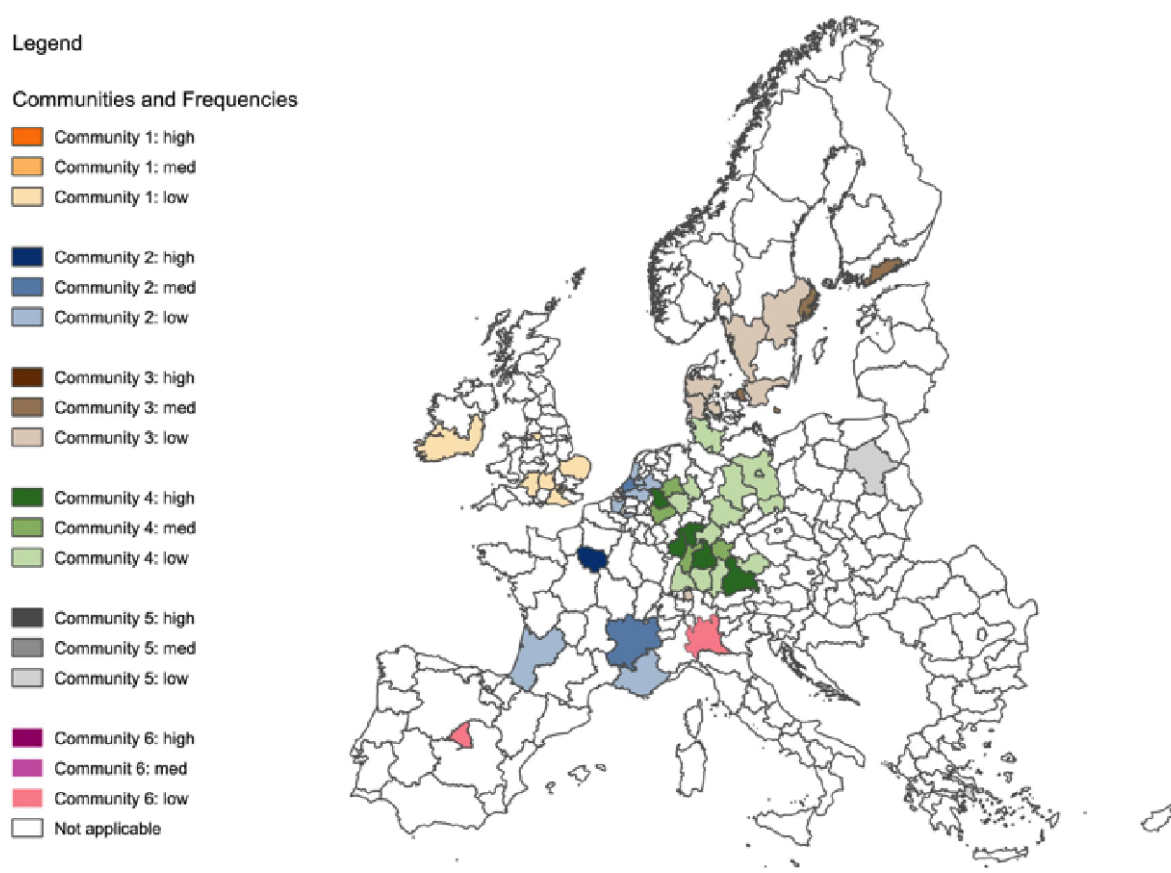 Legend
Communities and Frequencies
Community 1: high
Community 1: med
Community 1: low
Community 2: high
Community 2: med
Community 2: low
Community 3: high
Community 3: med
Community 3: low
Community 4: high
Community 4: med
Community 4: low
Community 5: high
Community 5: med
Community 5: low
Community 6: high
Communit 6: med
Community 6: low
Not applicable